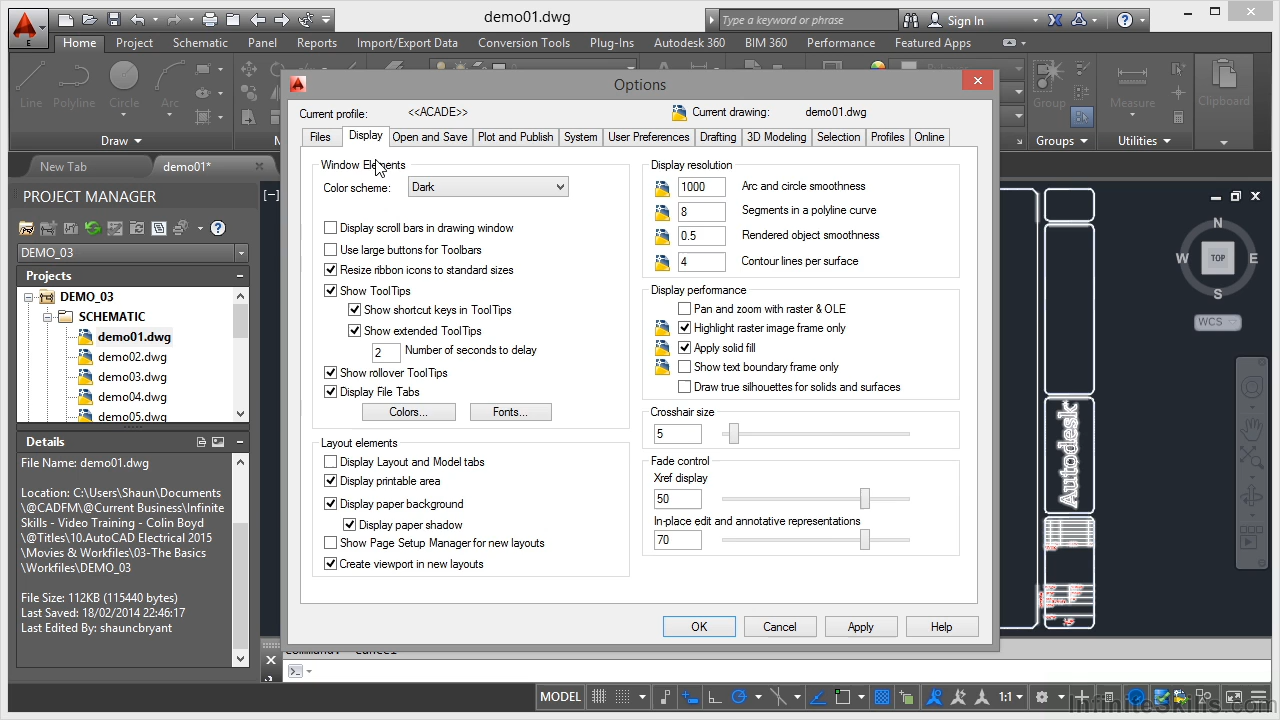 demo01.dwg
Type a keyword or phrase
Sign In
E
Home Project Schematic Panel Reports Import/Export Data Conversion Tools Plug-Ins Autodesk 360 BIM 360 Performance Featured Apps
Line Polyline Circle Arc
Group Measure Clipboard
Draw
Groups Utilities
New Tab demo01*
PROJECT MANAGER
DEMO_03
Projects
DEMO_03
SCHEMATIC
demo01.dwg
demo02.dwg
demo03.dwg
demo04.dwg
demo05.dwg
Details
File Name: demo01.dwg
Location: C:\Users\Shaun\Documents
\@CADFM\@Current Business\Infinite
Skills - Video Training - Colin Boyd
\@Titles\10.AutoCAD Electrical 2015
\Movies & Workfiles\03-The Basics
\Workfiles\DEMO_03
File Size: 112KB (115440 bytes)
Last Saved: 18/02/2014 22:46:17
Last Edited By: shauncbryant
[-]
Options
Current profile: <<ACADE>> Current drawing: demo01.dwg
Files Display Open and Save Plot and Publish System User Preferences Drafting 3D Modeling Selection Profiles Online
Window Elements
Color scheme: Dark
Display scroll bars in drawing window
Use large buttons for Toolbars
Resize ribbon icons to standard sizes
Show ToolTips
Show shortcut keys in ToolTips
Show extended ToolTips
2 Number of seconds to delay
Show rollover ToolTips
Display File Tabs
Colors... Fonts...
Layout elements
Display Layout and Model tabs
Display printable area
Display paper background
Display paper shadow
Show Page Setup Manager for new layouts
Create viewport in new layouts
Display resolution
1000 Arc and circle smoothness
8 Segments in a polyline curve
0.5 Rendered object smoothness
4 Contour lines per surface
Display performance
Pan and zoom with raster & OLE
Highlight raster image frame only
Apply solid fill
Show text boundary frame only
Draw true silhouettes for solids and surfaces
Crosshair size
5
Fade control
Xref display
50
In-place edit and annotative representations
70
OK Cancel Apply Help
N
W TOP E
S
WCS
Autodesk
MODEL
1:1
InfiniteSkills.com